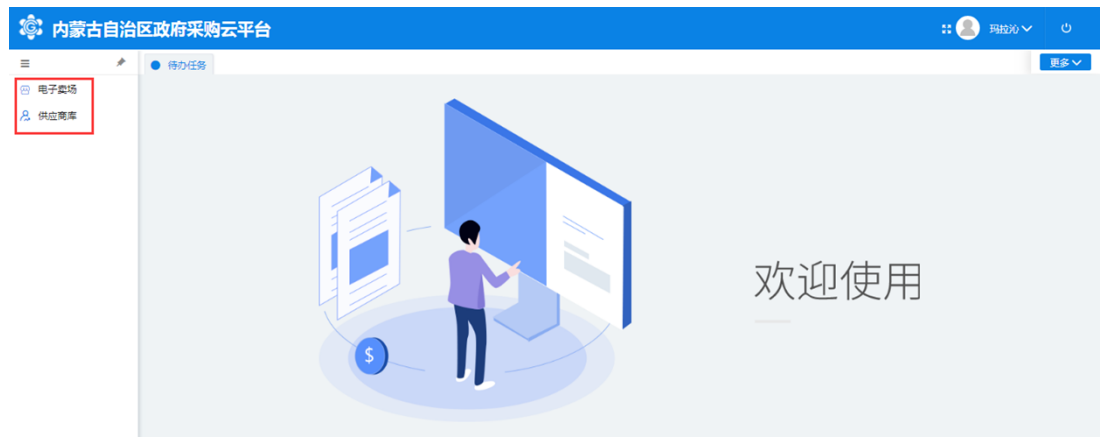 内蒙古自治区政府采购云平台
玛拉沁
待办任务
更多
电子卖场
供应商库
欢迎使用
$